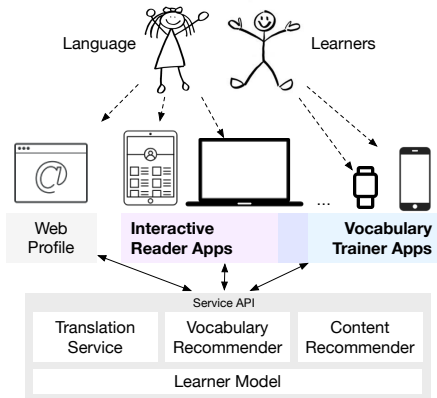 Language
Learners
@
...
Web
Profile
Interactive
Reader Apps
Vocabulary
Trainer Apps
Service API
Translation
Service
Vocabulary
Recommender
Content
Recommender
Learner Model